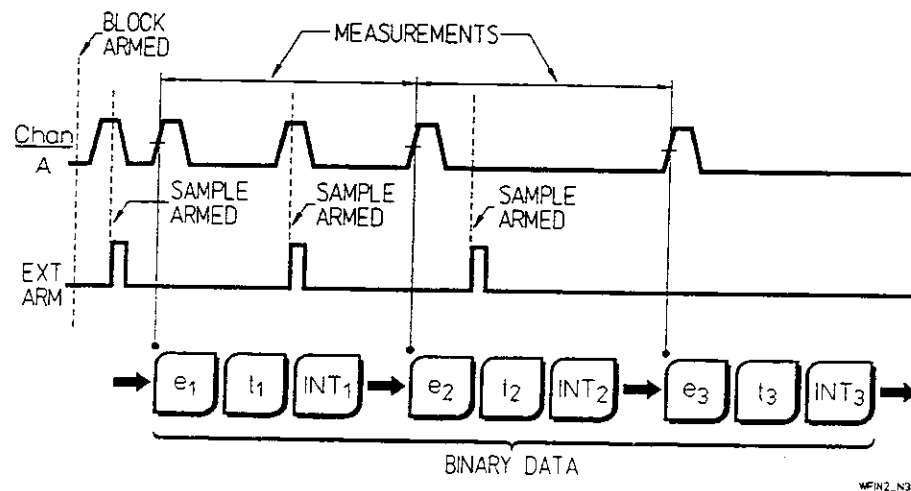 BLOCK
ARMED
MEASUREMENTS
Chan
A
SAMPLE
ARMED
SAMPLE
ARMED
SAMPLE
ARMED
EXT
ARM
e1 t1 INT1 e2 t2 INT2 e3 t3 INT3
BINARY DATA
WFIN2_N3